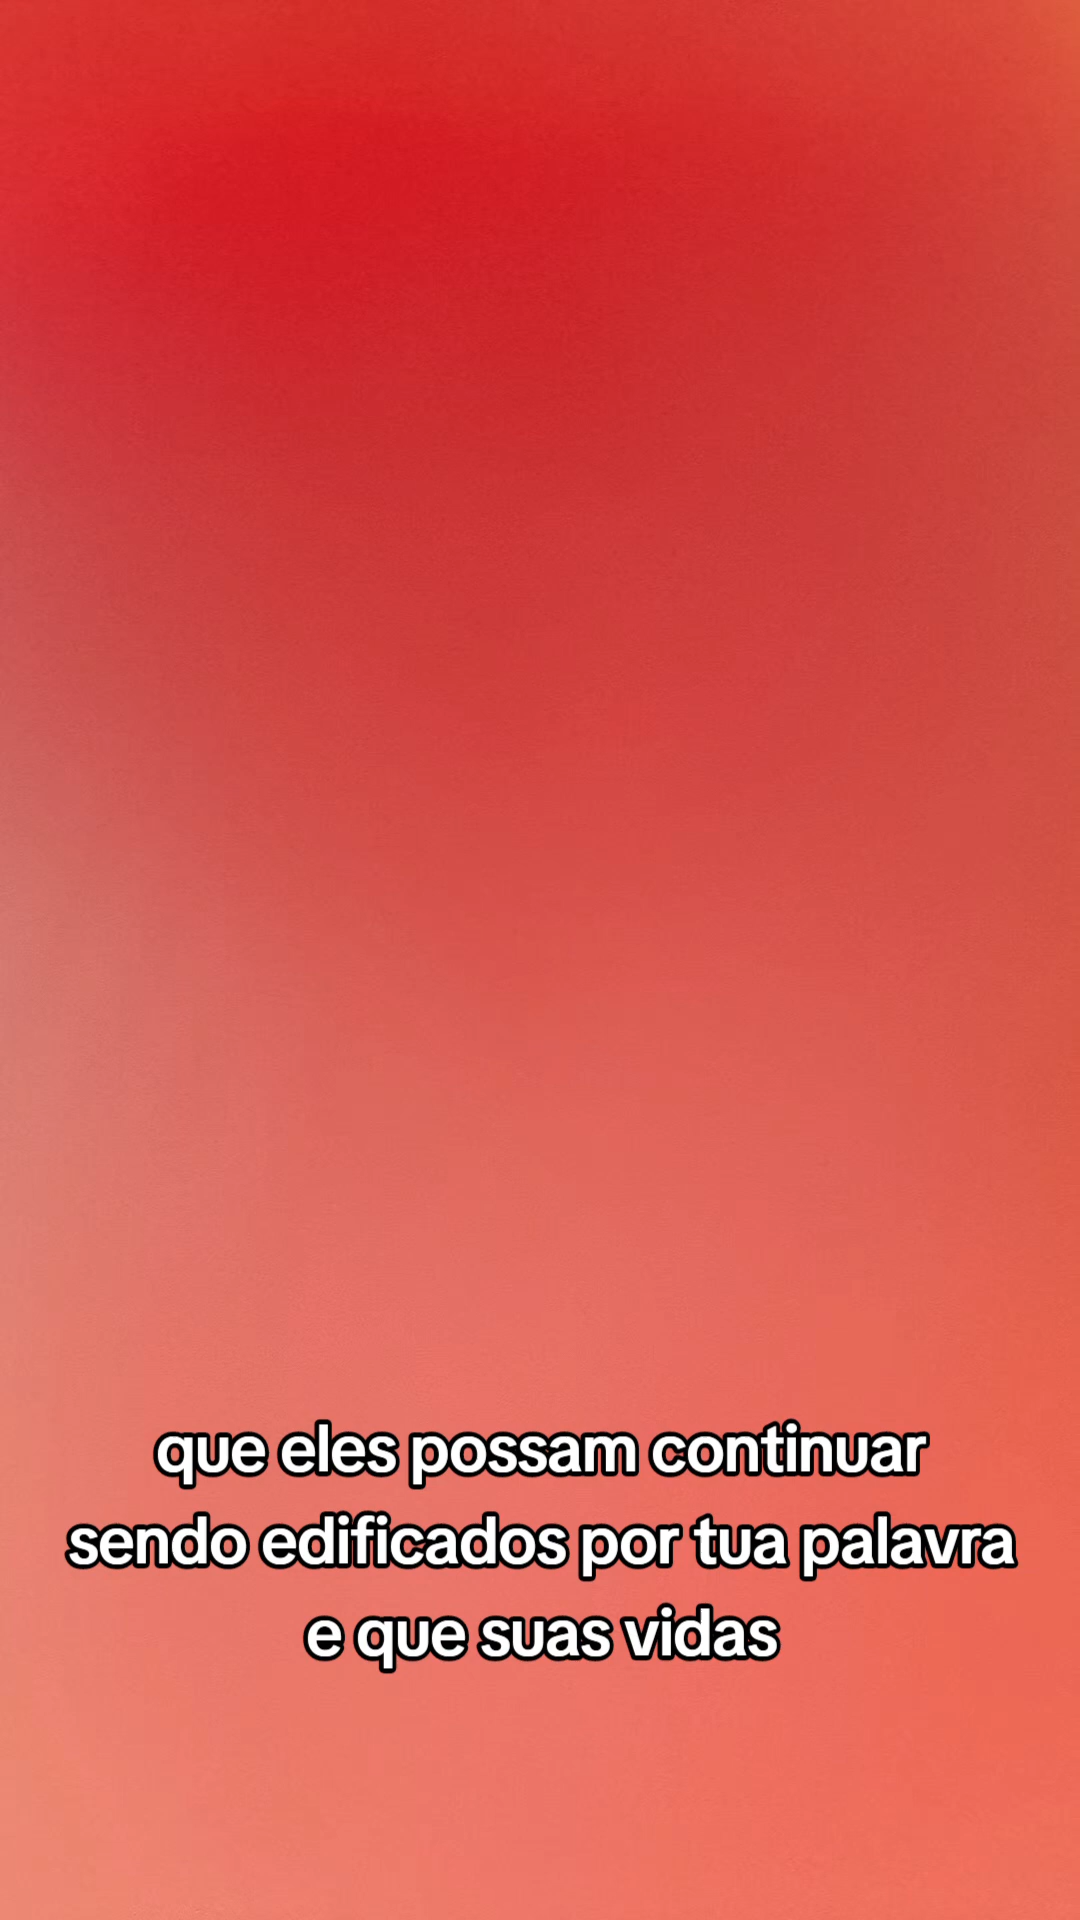 que eles possam continuar
sendo edificados por tua palavra
e que suas vidas